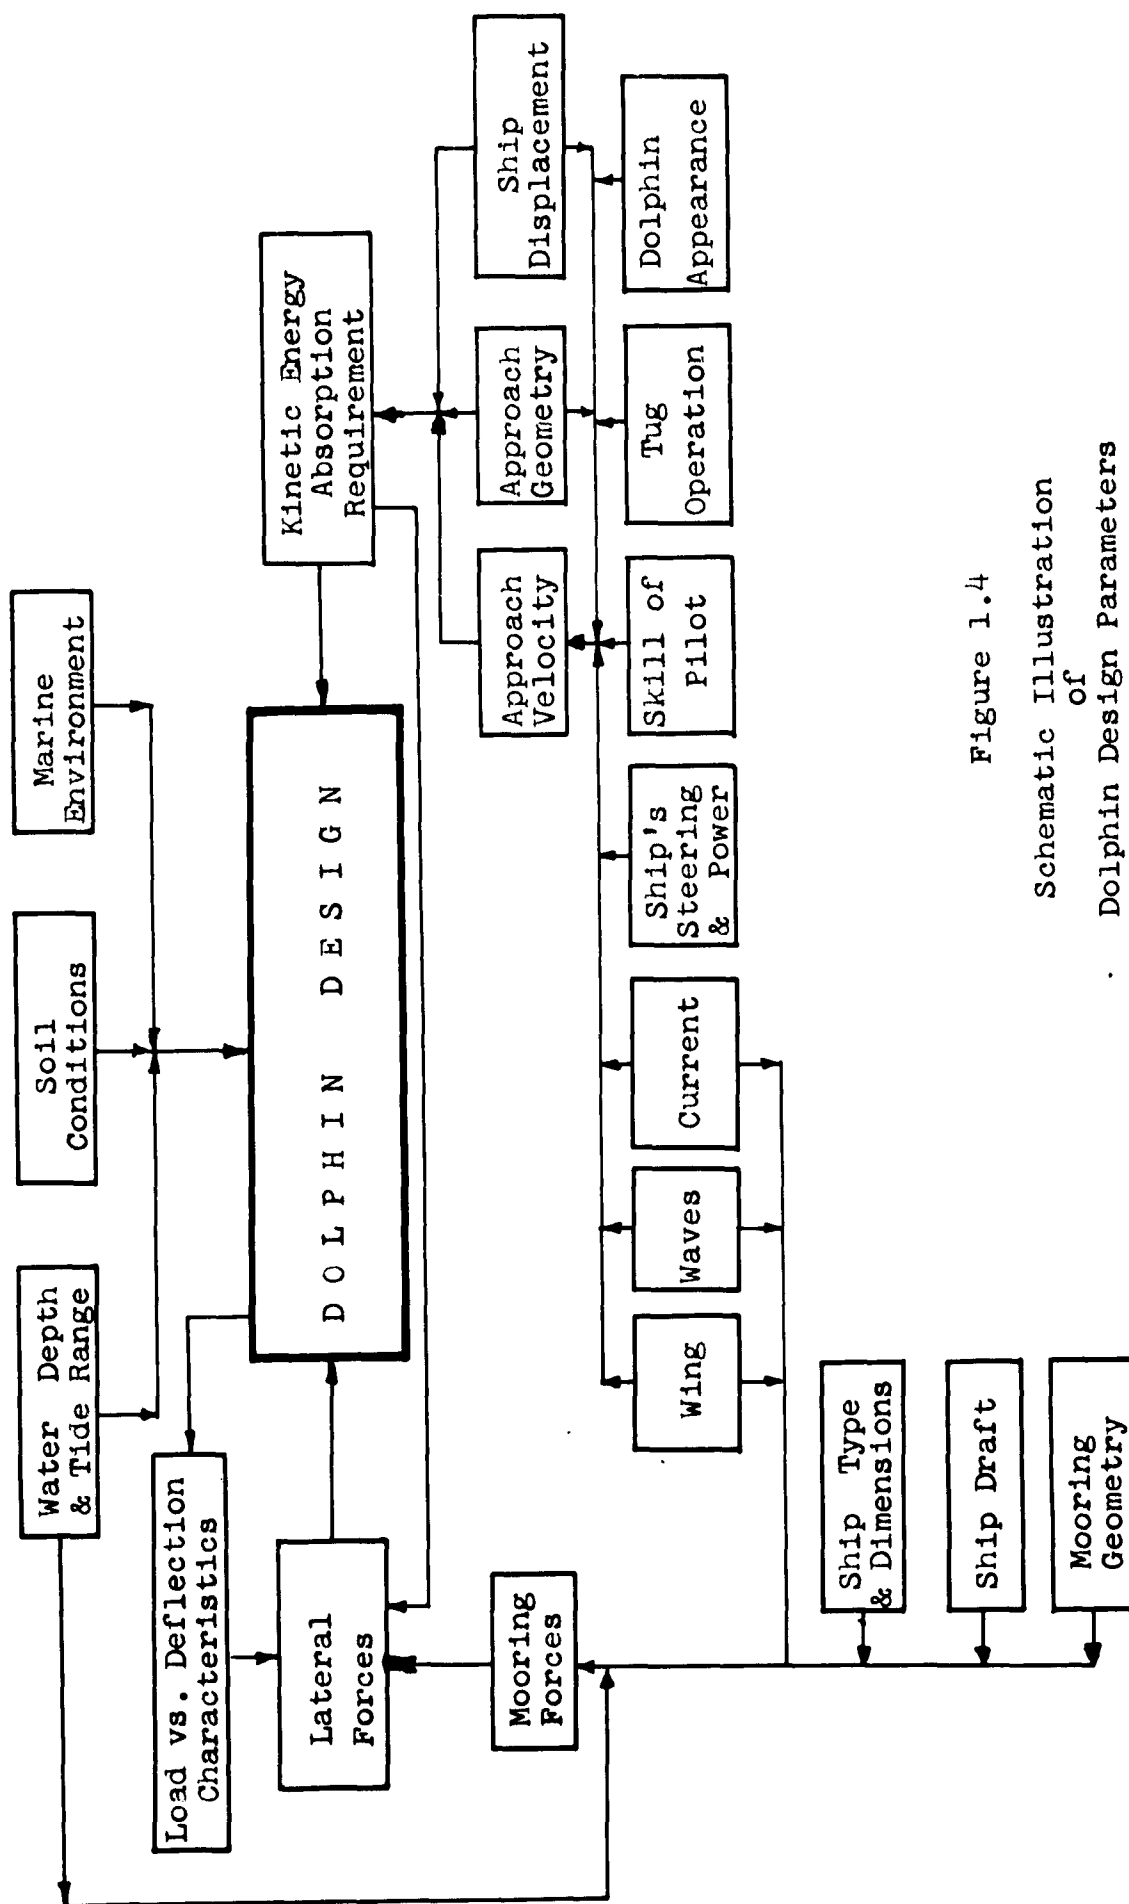 Water Depth
& Tide Range
Soil
Conditions
Marine
Environment
Load vs. Deflection
Characteristics
Lateral
Forces
DOLPHIN DESIGN
Kinetic Energy
Absorption
Requirement
Mooring
Forces
Approach
Velocity
Approach
Geometry
Ship
Displacement
Wing
Waves
Current
Ship's
Steering
& Power
Skill of
Pilot
Tug
Operation
Dolphin
Appearance
Ship Type
& Dimensions
Ship Draft
Mooring
Geometry
Figure 1.4
Schematic Illustration
of
Dolphin Design Parameters